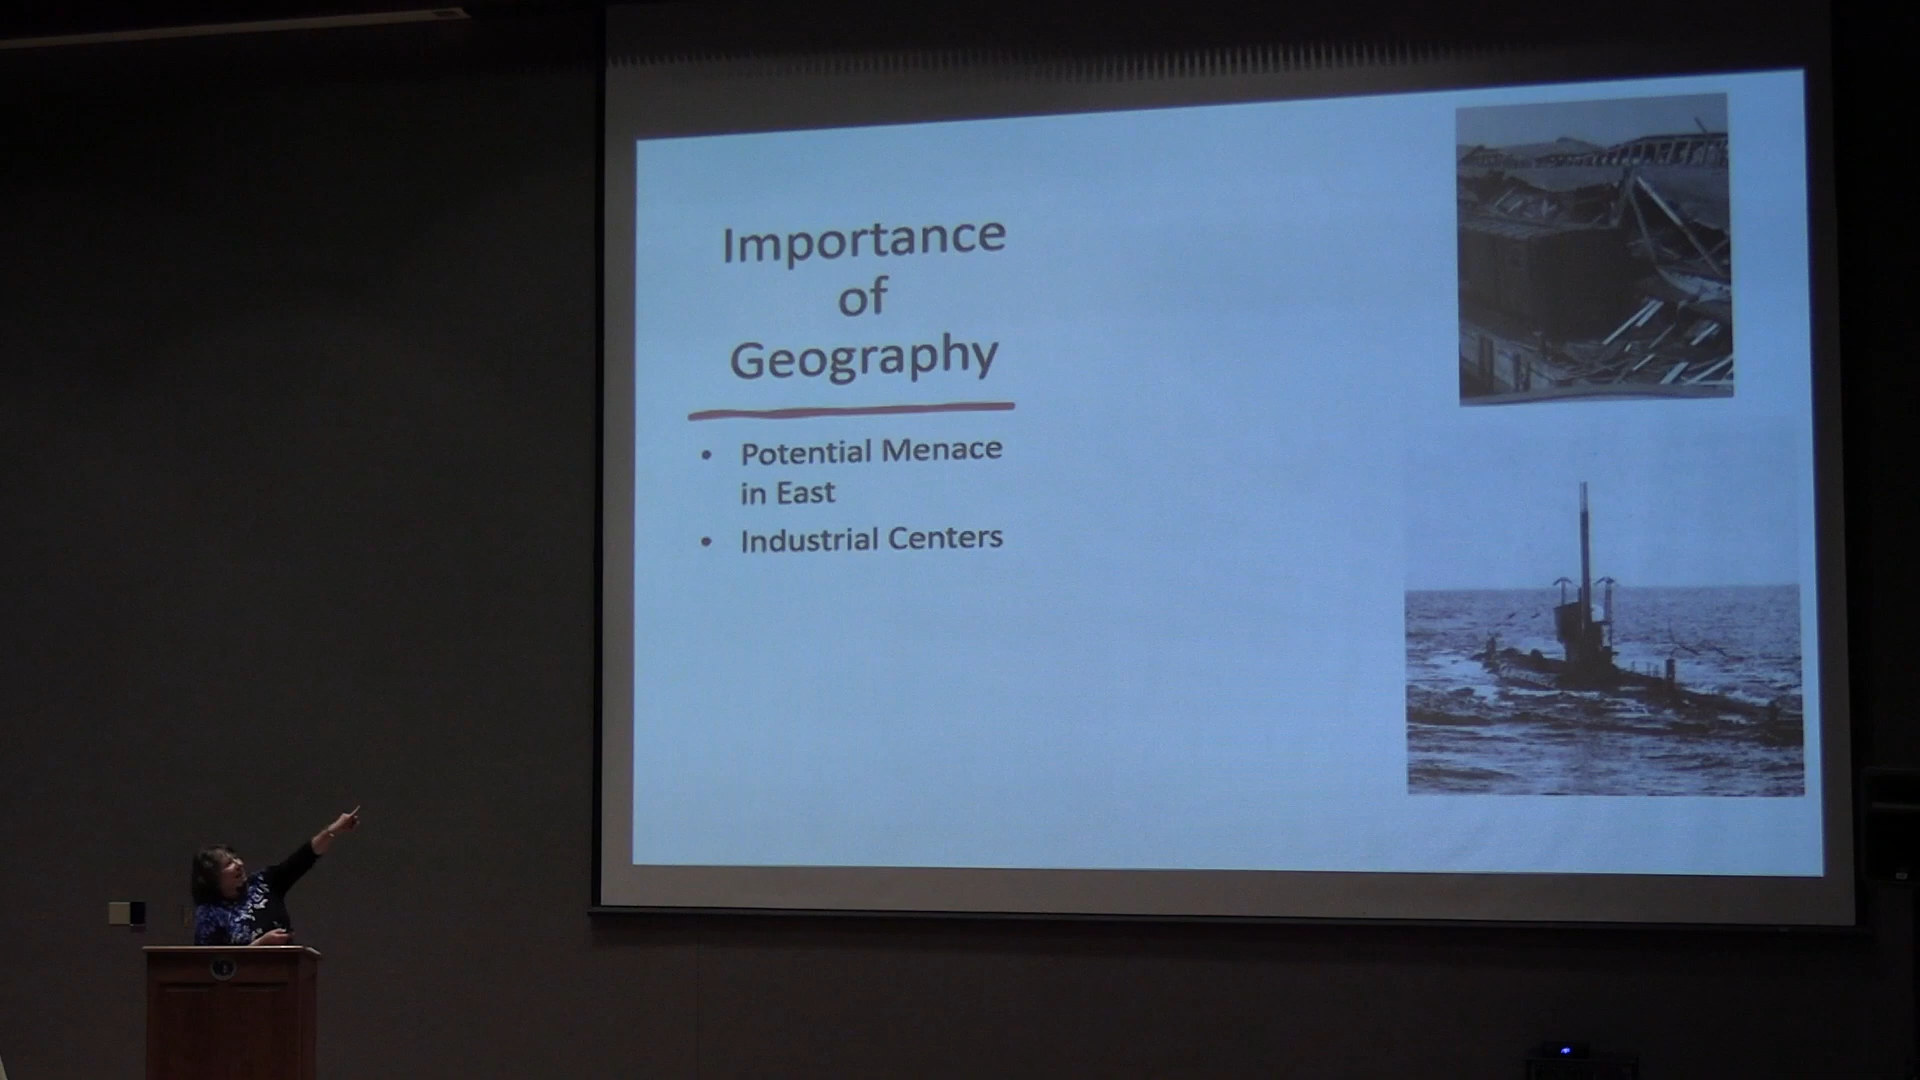 Importance
of
Geography
• Potential Menace
in East
• Industrial Centers